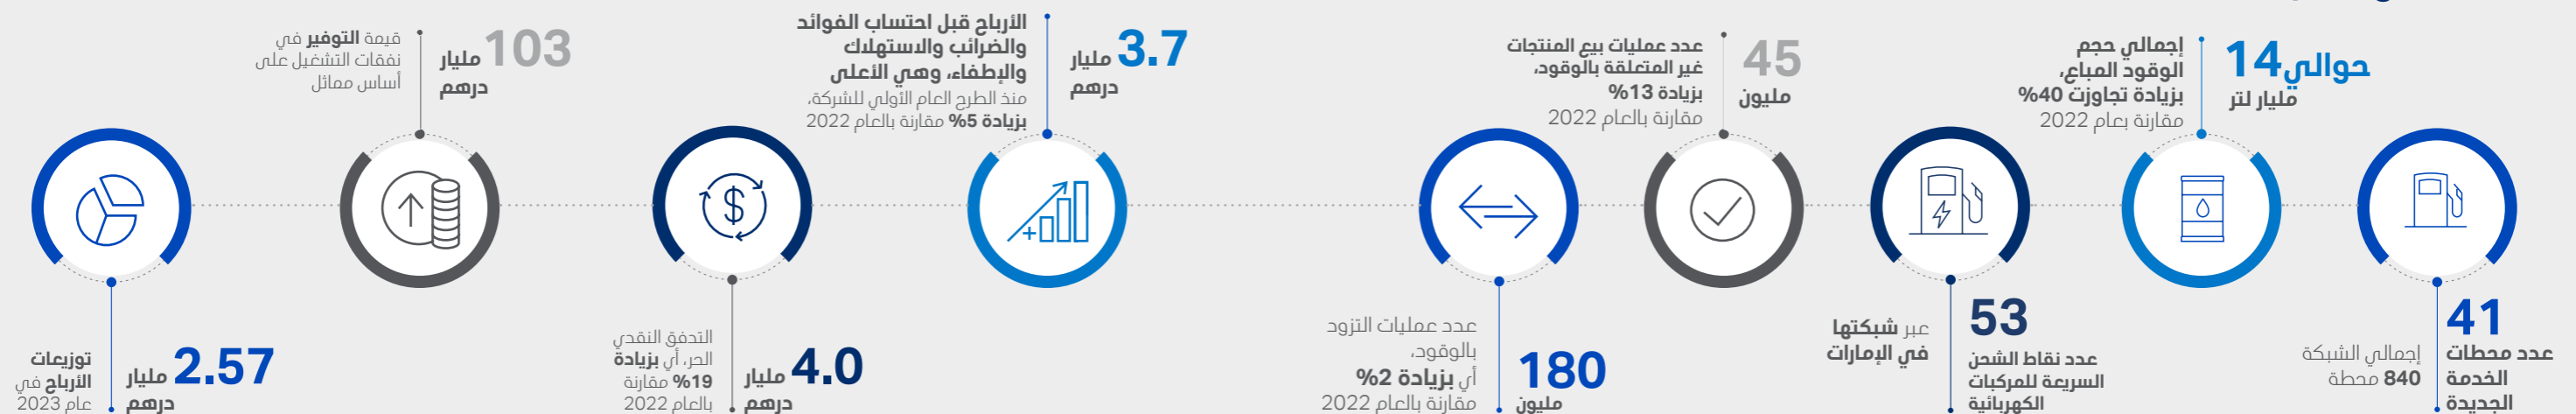 41
عدد محطات
الخدمة
الجديدة
إجمالي الشبكة
840 محطة
حوالي 14
مليار لتر
إجمالي حجم
الوقود المباع،
بزيادة تجاوزت 40%
مقارنة بعام 2022
53
عدد نقاط الشحن
السريعة للمركبات
الكهربائية
عبر شبكتها
في الإمارات
45
مليون
عدد عمليات بيع المنتجات
غير المتعلقة بالوقود،
بزيادة 13%
مقارنة بالعام 2022
180
مليون
عدد عمليات التزود
بالوقود،
أي بزيادة 2%
مقارنة بالعام 2022
3.7 مليار
درهم
الأرباح قبل احتساب الفوائد
والضرائب والاستهلاك
والإطفاء، وهي الأعلى
منذ الطرح العام الأولي للشركة،
بزيادة 5% مقارنة بالعام 2022
4.0 مليار
درهم
التدفق النقدي
الحر، أي بزيادة
19% مقارنة
بالعام 2022
103 مليار
درهم
قيمة التوفير في
نفقات التشغيل على
أساس مماثل
2.57 مليار
درهم
توزيعات
الأرباح في
عام 2023